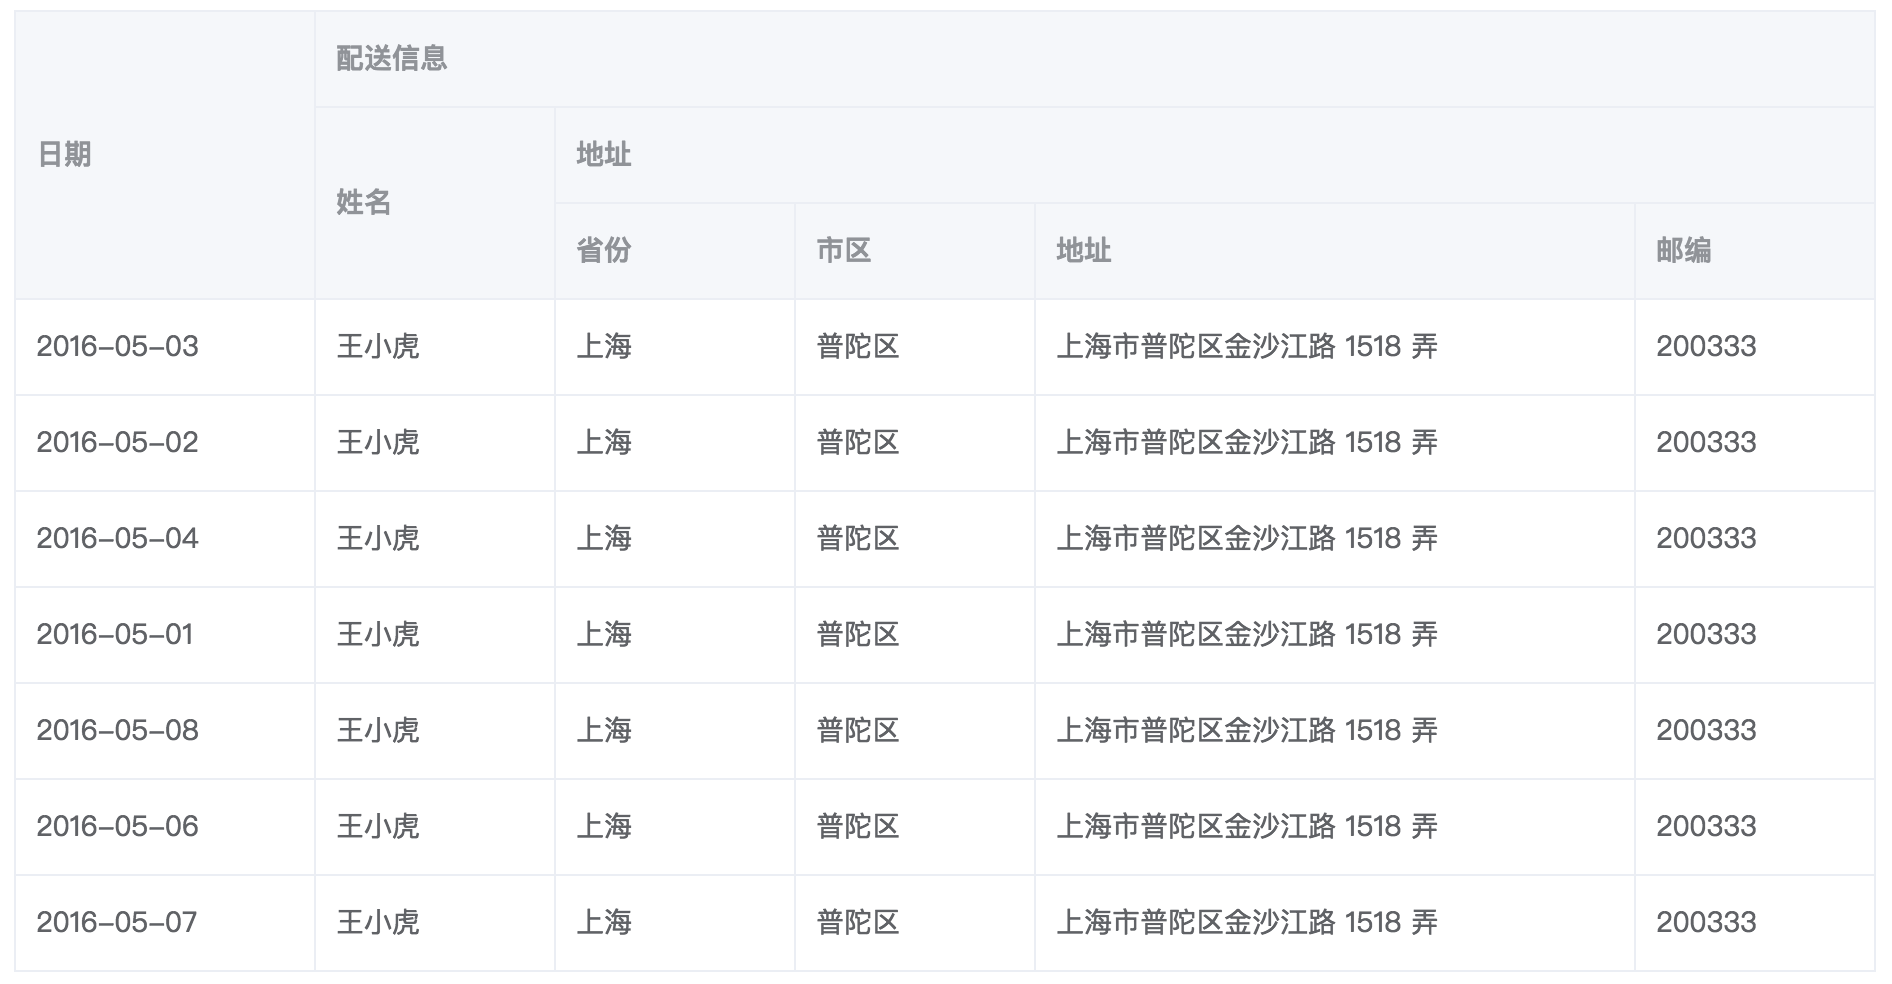 配送信息
日期
地址
姓名
省份 市区 地址 邮编
2016-05-03 王小虎 上海 普陀区 上海市普陀区金沙江路 1518 弄 200333
2016-05-02 王小虎 上海 普陀区 上海市普陀区金沙江路 1518 弄 200333
2016-05-04 王小虎 上海 普陀区 上海市普陀区金沙江路 1518 弄 200333
2016-05-01 王小虎 上海 普陀区 上海市普陀区金沙江路 1518 弄 200333
2016-05-08 王小虎 上海 普陀区 上海市普陀区金沙江路 1518 弄 200333
2016-05-06 王小虎 上海 普陀区 上海市普陀区金沙江路 1518 弄 200333
2016-05-07 王小虎 上海 普陀区 上海市普陀区金沙江路 1518 弄 200333